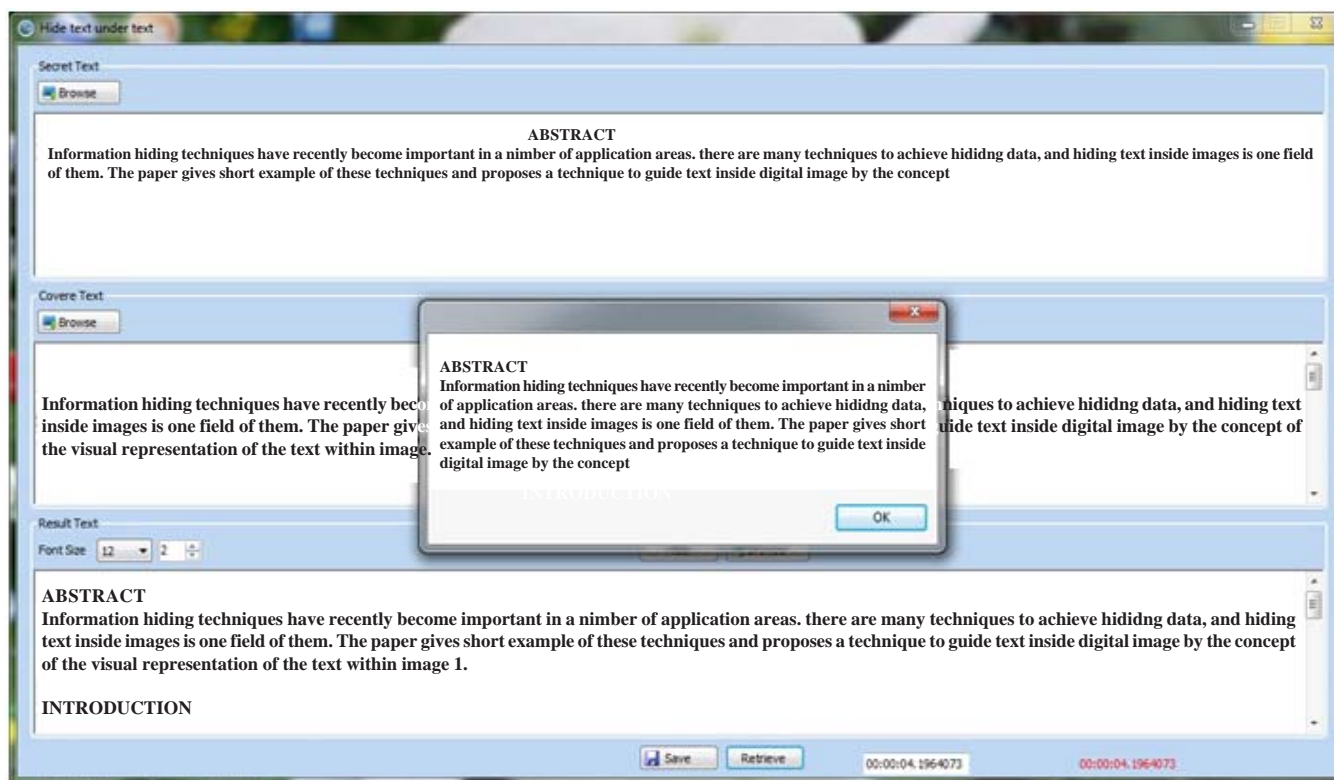 Hide text under text
Secret Text
Browse
ABSTRACT
Information hiding techniques have recently become important in a nimber of application areas. there are many techniques to achieve hididng data, and hiding text inside images is one field
of them. The paper gives short example of these techniques and proposes a technique to guide text inside digital image by the concept
Covere Text
Browse
Information hiding techniques have recently beco niques to achieve hididng data, and hiding text
inside images is one field of them. The paper give uide text inside digital image by the concept of
the visual representation of the text within image.
ABSTRACT
Information hiding techniques have recently become important in a nimber
of application areas. there are many techniques to achieve hididng data,
and hiding text inside images is one field of them. The paper gives short
example of these techniques and proposes a technique to guide text inside
digital image by the concept
INTRODUCTION
OK
Result Text
Font Size 12 2
ABSTRACT
Information hiding techniques have recently become important in a nimber of application areas. there are many techniques to achieve hididng data, and hiding
text inside images is one field of them. The paper gives short example of these techniques and proposes a technique to guide text inside digital image by the concept
of the visual representation of the text within image 1.
INTRODUCTION
Save Retrieve 00:00:04.1964073 00:00:04.1964073